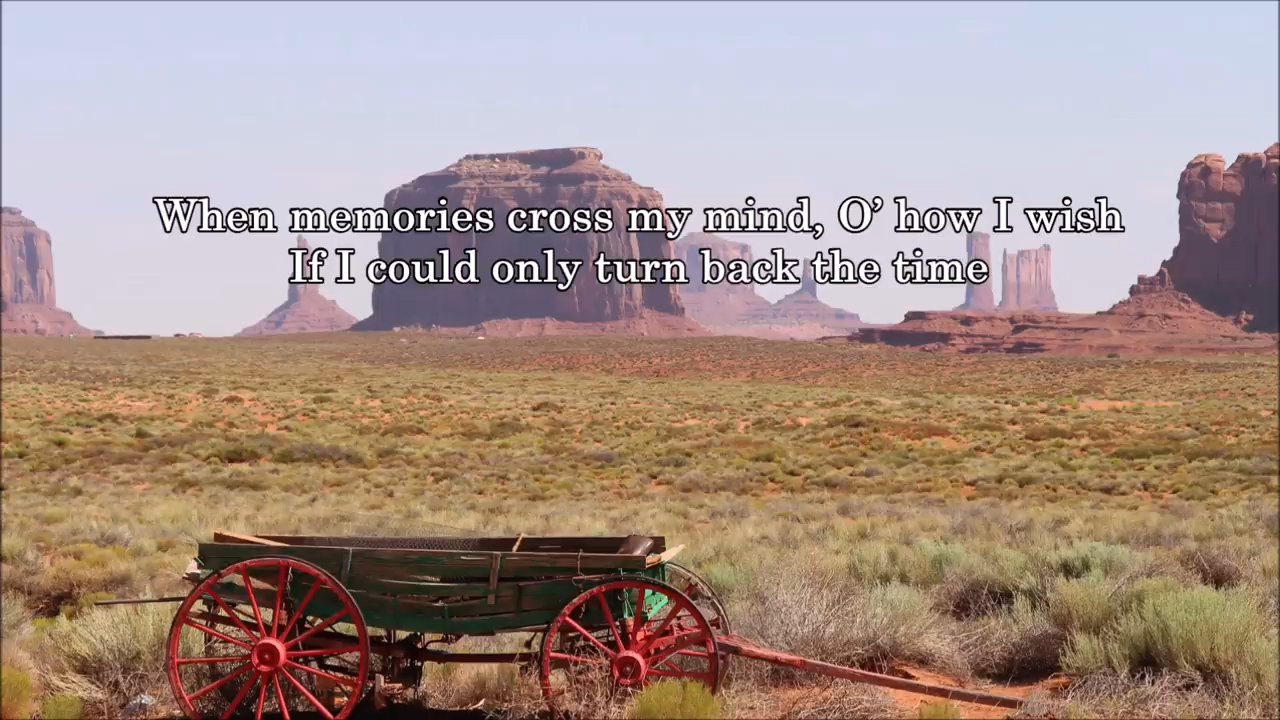 When memories cross my mind, O’ how I wish
If I could only turn back the time